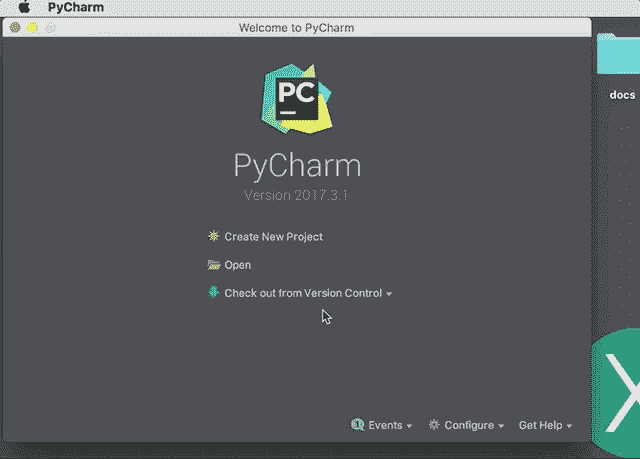 PyCharm
Welcome to PyCharm
docs
PC
PyCharm
Version 2017.3.1
Create New Project
Open
Check out from Version Control
Events
Configure
Get Help
X